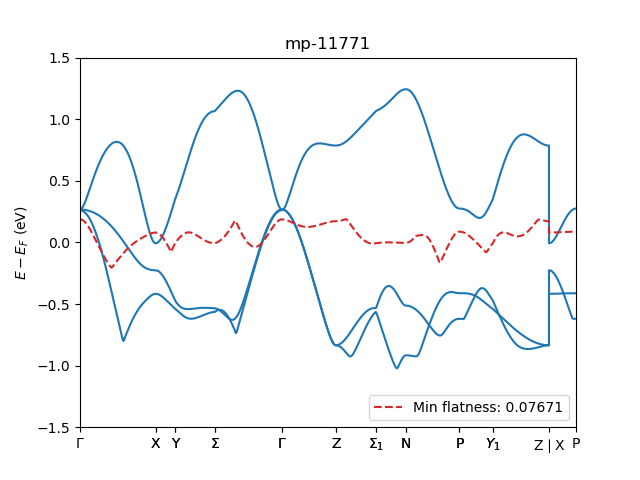 mp-11771
E − E_F (eV)
1.5
1.0
0.5
0.0
−0.5
−1.0
−1.5
Min flatness: 0.07671
Γ X Y Σ Γ Z Σ₁ N P Y₁ Z | X P